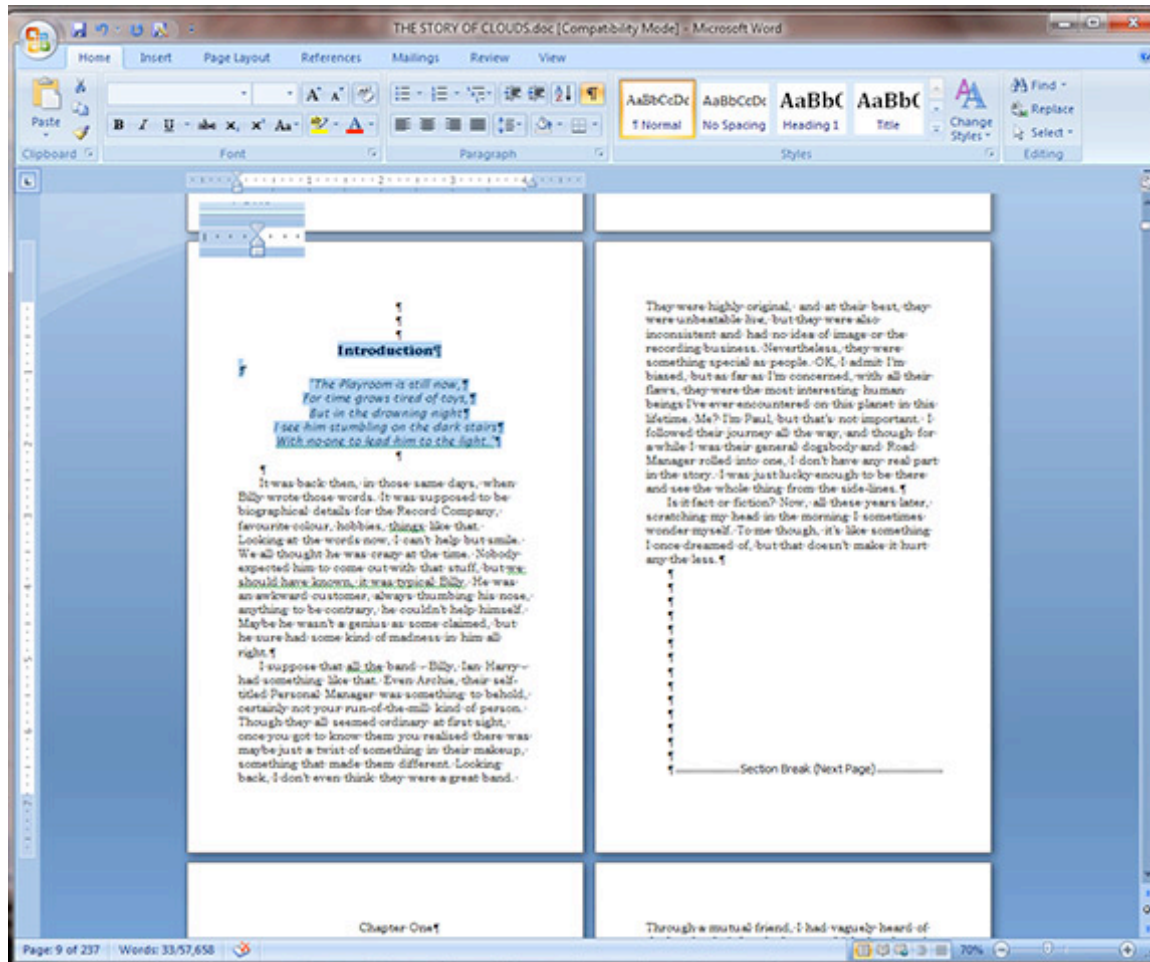 THE STORY OF CLOUDS.doc [Compatibility Mode] - Microsoft Word
Home Insert Page Layout References Mailings Review View
Paste
B I U abc x, x² Aa A
AaBbCcDc AaBbCcDc AaBbC AaBbC
¶ Normal No Spacing Heading 1 Title
Change Styles
Find
Replace
Select
Clipboard Font Paragraph Styles Editing
1 2 3 4
¶
¶
¶
Introduction¶
¶
"The Playroom is still now,¶
For time grows tired of toys,¶
But in the drowning night¶
I see him stumbling on the dark stairs¶
With no-one to lead him to the light."¶
¶
¶
It was back then, in those same days, when
Billy wrote those words. It was supposed to be
biographical details for the Record Company,
favourite colour, hobbies, things like that.
Looking at the words now, I can't help but smile.
We all thought he was crazy at the time. Nobody
expected him to come out with that stuff, but we
should have known, it was typical Billy. He was
an awkward customer, always thumbing his nose,
anything to be contrary, he couldn't help himself.
Maybe he wasn't a genius as some claimed, but
he sure had some kind of madness in him all
right.¶
I suppose that all the band – Billy, Ian Harry –
had something like that. Even Archie, their self-
titled Personal Manager was something to behold,
certainly not your run-of-the-mill kind of person.
Though they all seemed ordinary at first sight,
once you got to know them you realised there was
maybe just a twist of something in their makeup,
something that made them different. Looking
back, I don't even think they were a great band.
They were highly original, and at their best, they
were unbeatable live, but they were also
inconsistent and had no idea of image or the
recording business. Nevertheless, they were
something special as people. OK, I admit I'm
biased, but as far as I'm concerned, with all their
flaws, they were the most interesting human
beings I've ever encountered on this planet in this
lifetime. Me? I'm Paul, but that's not important. I
followed their journey all the way, and though for
a while I was their general dogsbody and Road
Manager rolled into one, I don't have any real part
in the story. I was just lucky enough to be there
and see the whole thing from the side-lines.¶
Is it fact or fiction? Now, all these years later,
scratching my head in the morning I sometimes
wonder myself. To me though, it's like something
I once dreamed of, but that doesn't make it hurt
any the less.¶
¶
¶
¶
¶
¶
¶
¶
¶
¶
¶
¶
¶
¶
¶
¶Section Break (Next Page)
Chapter One¶
Through a mutual friend, I had vaguely heard of
Page: 9 of 237 Words: 33/57,658 70%